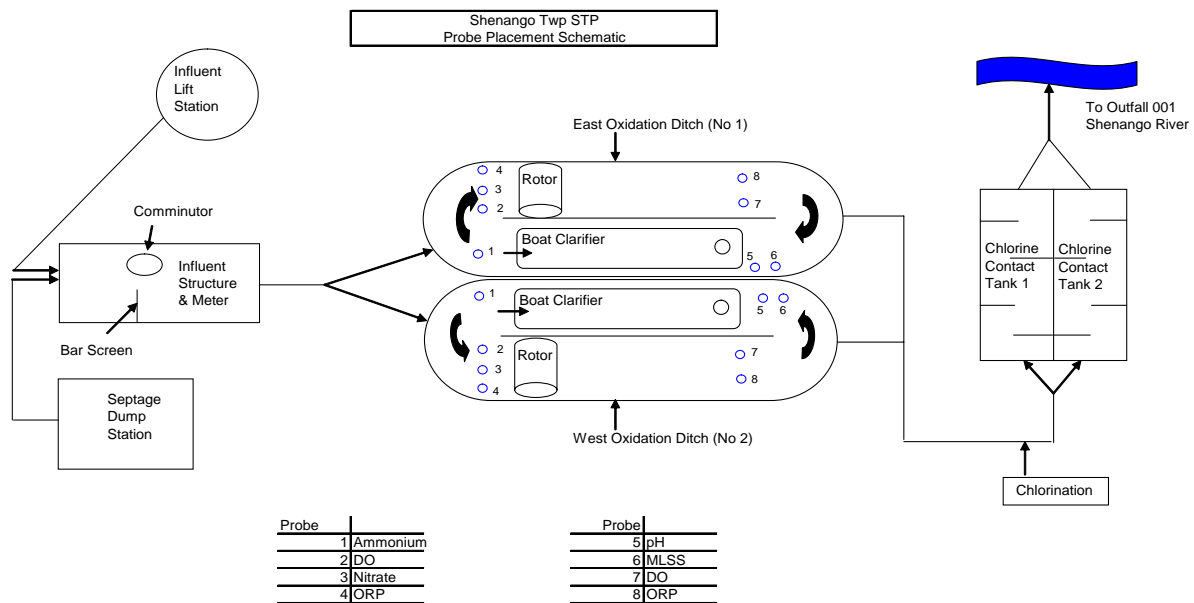 Shenango Twp STP
Probe Placement Schematic
Influent
Lift
Station
To Outfall 001
Shenango River
East Oxidation Ditch (No 1)
4
3
2
Rotor
8
7
Comminutor
Boat Clarifier
1
5
6
Influent
Structure
& Meter
Chlorine
Contact
Tank 1
Chlorine
Contact
Tank 2
1
Boat Clarifier
5
6
Bar Screen
2
3
4
Rotor
7
8
Septage
Dump
Station
West Oxidation Ditch (No 2)
Chlorination
Probe
1 Ammonium
2 DO
3 Nitrate
4 ORP
Probe
5 pH
6 MLSS
7 DO
8 ORP